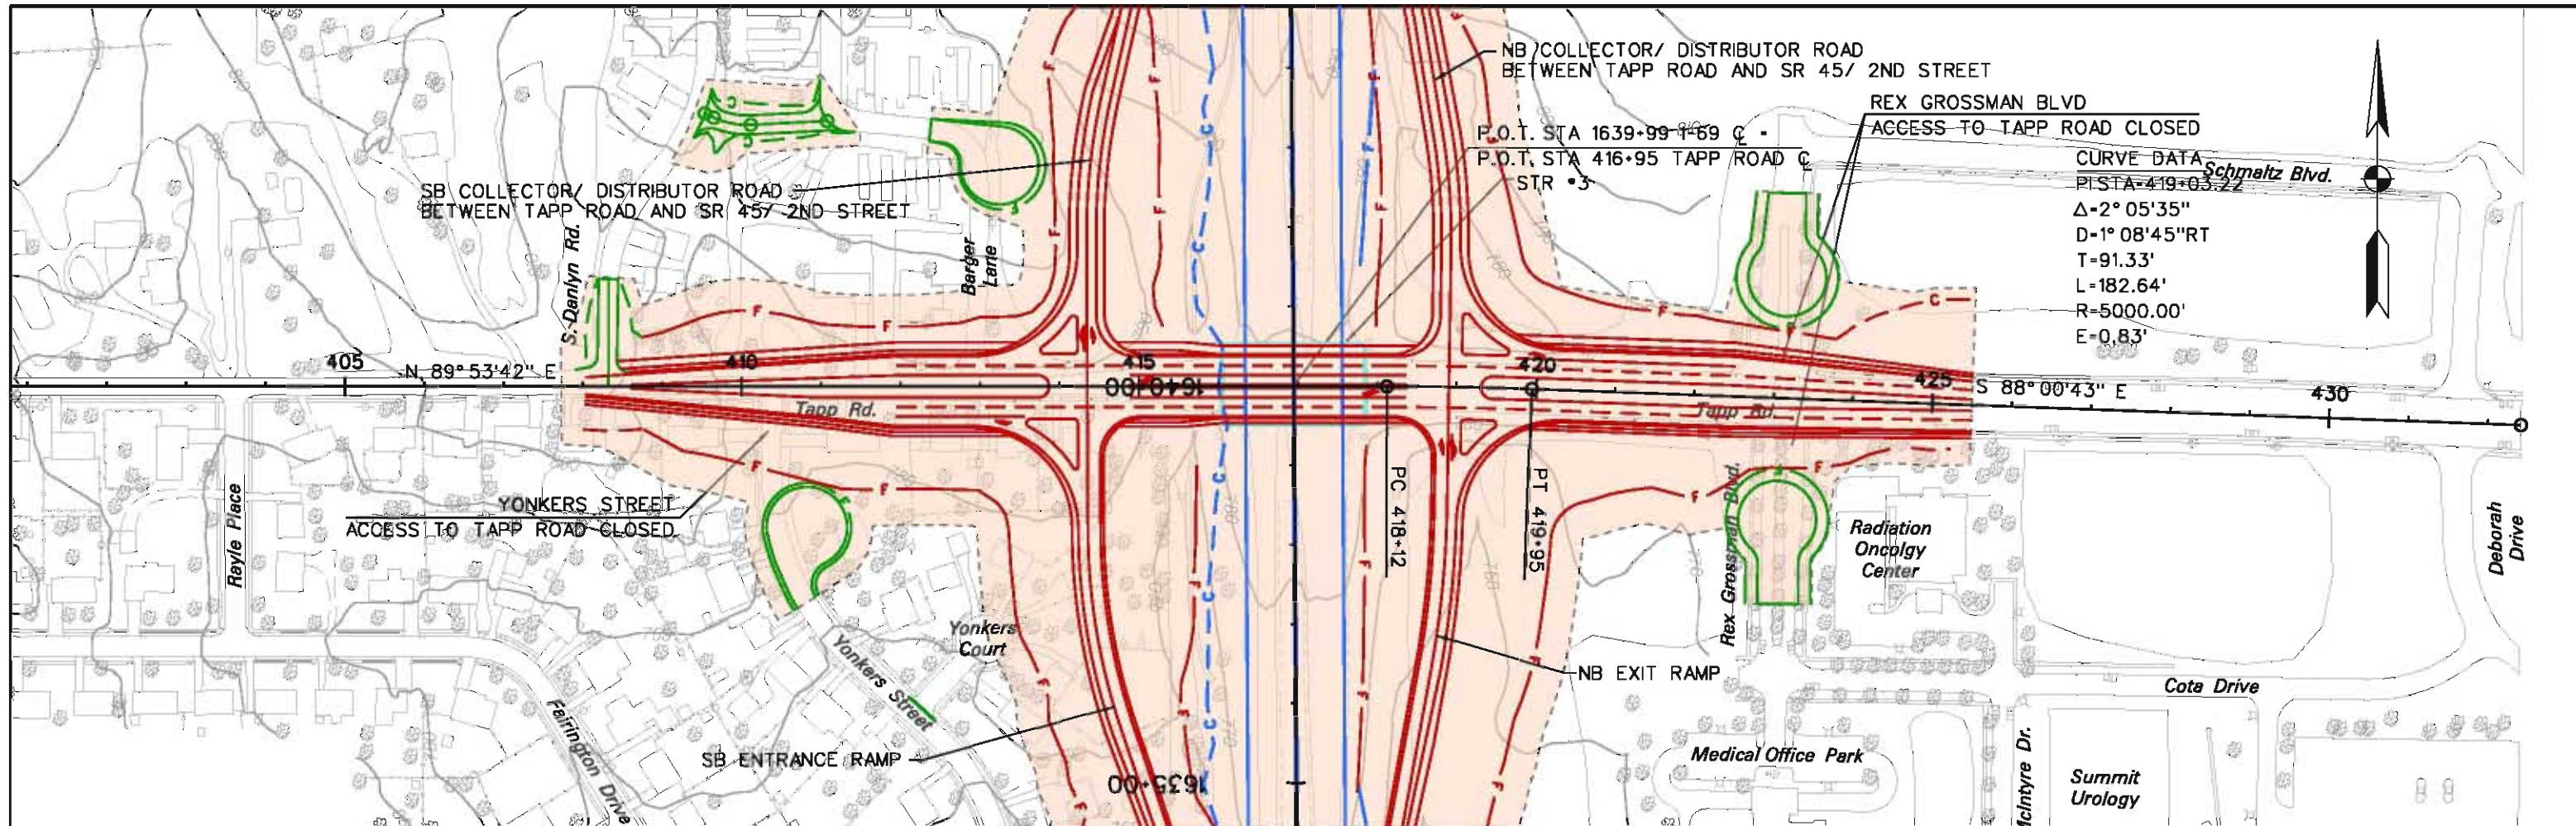 NB COLLECTOR/ DISTRIBUTOR ROAD
BETWEEN TAPP ROAD AND SR 45/ 2ND STREET
REX GROSSMAN BLVD
ACCESS TO TAPP ROAD CLOSED
P.O.T. STA 1639+99 I-69 ℄ -
P.O.T. STA 416+95 TAPP ROAD ℄
STR •3
CURVE DATA
PI STA=419+03.22
Δ=2° 05'35"
D=1° 08'45"RT
T=91.33'
L=182.64'
R=5000.00'
E=0.83'
Schmaltz Blvd.
SB COLLECTOR/ DISTRIBUTOR ROAD
BETWEEN TAPP ROAD AND SR 45/ 2ND STREET
S. Danlyn Rd.
Barger
Lane
405
N 89° 53'42" E
410
415
420
425
S 88° 00'43" E
430
1640+00
Tapp Rd.
Tapp Rd.
YONKERS STREET
ACCESS TO TAPP ROAD CLOSED
Rayle Place
PC 418+12
PT 419+95
Rex Grossman Blvd.
Radiation
Oncolgy
Center
Deborah
Drive
Yonkers
Court
Yonkers Street
Fairington Drive
NB EXIT RAMP
SB ENTRANCE RAMP
1635+00
Cota Drive
Medical Office Park
McIntyre Dr.
Summit
Urology